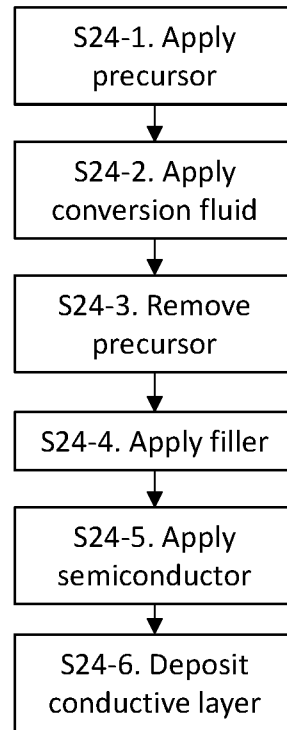 S24-1. Apply
precursor
S24-2. Apply
conversion fluid
S24-3. Remove
precursor
S24-4. Apply filler
S24-5. Apply
semiconductor
S24-6. Deposit
conductive layer